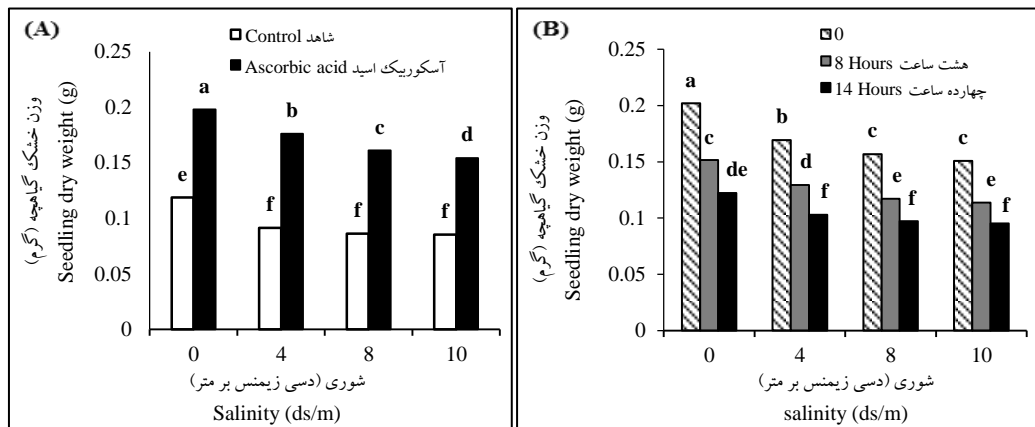 (A)
Control شاهد
Ascorbic acid آسکوربیک اسید
وزن خشک گیاهچه (گرم)
Seedling dry weight (g)
0.25
0.2
0.15
0.1
0.05
0
a
b
c
d
e
f
f
f
0 4 8 10
شوری (دسی زیمنس بر متر)
Salinity (ds/m)
(B)
0
8 Hours هشت ساعت
14 Hours چهارده ساعت
وزن خشک گیاهچه (گرم)
Seedling dry weight (g)
0.25
0.2
0.15
0.1
0.05
0
a
c
de
b
d
f
c
e
f
c
e
f
0 4 8 10
شوری (دسی زیمنس بر متر)
salinity (ds/m)